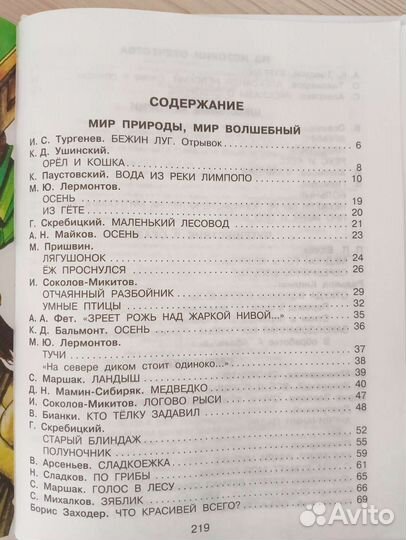 СОДЕРЖАНИЕ
МИР ПРИРОДЫ, МИР ВОЛШЕБНЫЙ
И. С. Тургенев. БЕЖИН ЛУГ. Отрывок . . . . . . . . . . 6
К. Д. Ушинский.
ОРЁЛ И КОШКА . . . . . . . . . . 8
К. Паустовский. ВОДА ИЗ РЕКИ ЛИМПОПО . . . . . . . . . . 10
М. Ю. Лермонтов.
ОСЕНЬ . . . . . . . . . . 19
ИЗ ГЁТЕ . . . . . . . . . . 20
Г. Скребицкий. МАЛЕНЬКИЙ ЛЕСОВОД . . . . . . . . . . 21
А. Н. Майков. ОСЕНЬ . . . . . . . . . . 23
М. Пришвин.
ЛЯГУШОНОК . . . . . . . . . . 24
ЁЖ ПРОСНУЛСЯ . . . . . . . . . . 26
И. Соколов-Микитов.
ОТЧАЯННЫЙ РАЗБОЙНИК . . . . . . . . . . 29
УМНЫЕ ПТИЦЫ . . . . . . . . . . 32
А. А. Фет. «ЗРЕЕТ РОЖЬ НАД ЖАРКОЙ НИВОЙ...» . . . 35
К. Д. Бальмонт. ОСЕНЬ . . . . . . . . . . 36
М. Ю. Лермонтов.
ТУЧИ . . . . . . . . . . 37
«На севере диком стоит одиноко...» . . . . . . . . . . 38
С. Маршак. ЛАНДЫШ . . . . . . . . . . 39
Д. Н. Мамин-Сибиряк. МЕДВЕДКО . . . . . . . . . . 40
И. Соколов-Микитов. ЛОГОВО РЫСИ . . . . . . . . . . 47
В. Бианки. КТО ТЁЛКУ ЗАДАВИЛ . . . . . . . . . . 48
Г. Скребицкий.
СТАРЫЙ БЛИНДАЖ . . . . . . . . . . 52
ПОЛУНОЧНИК . . . . . . . . . . 55
В. Арсеньев. СЛАДКОЕЖКА . . . . . . . . . . 59
Н. Сладков. ПО ГРИБЫ . . . . . . . . . . 65
С. Маршак. ГОЛОС В ЛЕСУ . . . . . . . . . . 66
С. Михалков. ЗЯБЛИК . . . . . . . . . . 69
Борис Заходер. ЧТО КРАСИВЕЙ ВСЕГО? . . . . . . . . . .
219
Avito